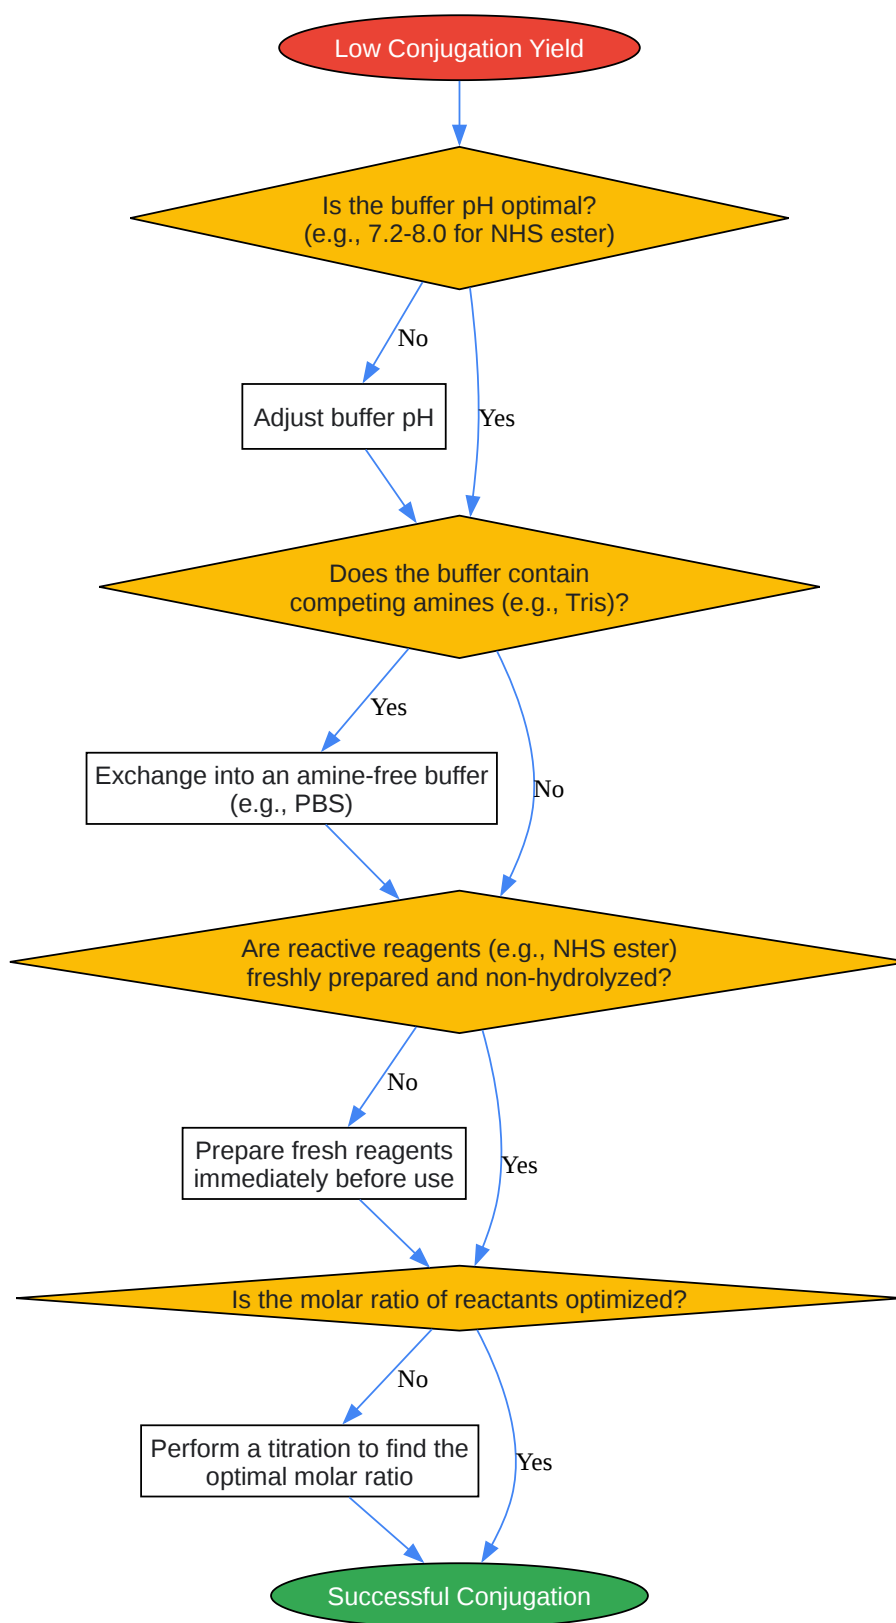 Low Conjugation Yield
Is the buffer pH optimal?
(e.g., 7.2-8.0 for NHS ester)
No
Adjust buffer pH
Yes
Does the buffer contain
competing amines (e.g., Tris)?
Yes
Exchange into an amine-free buffer
(e.g., PBS)
No
Are reactive reagents (e.g., NHS ester)
freshly prepared and non-hydrolyzed?
No
Prepare fresh reagents
immediately before use
Yes
Is the molar ratio of reactants optimized?
No
Perform a titration to find the
optimal molar ratio
Yes
Successful Conjugation